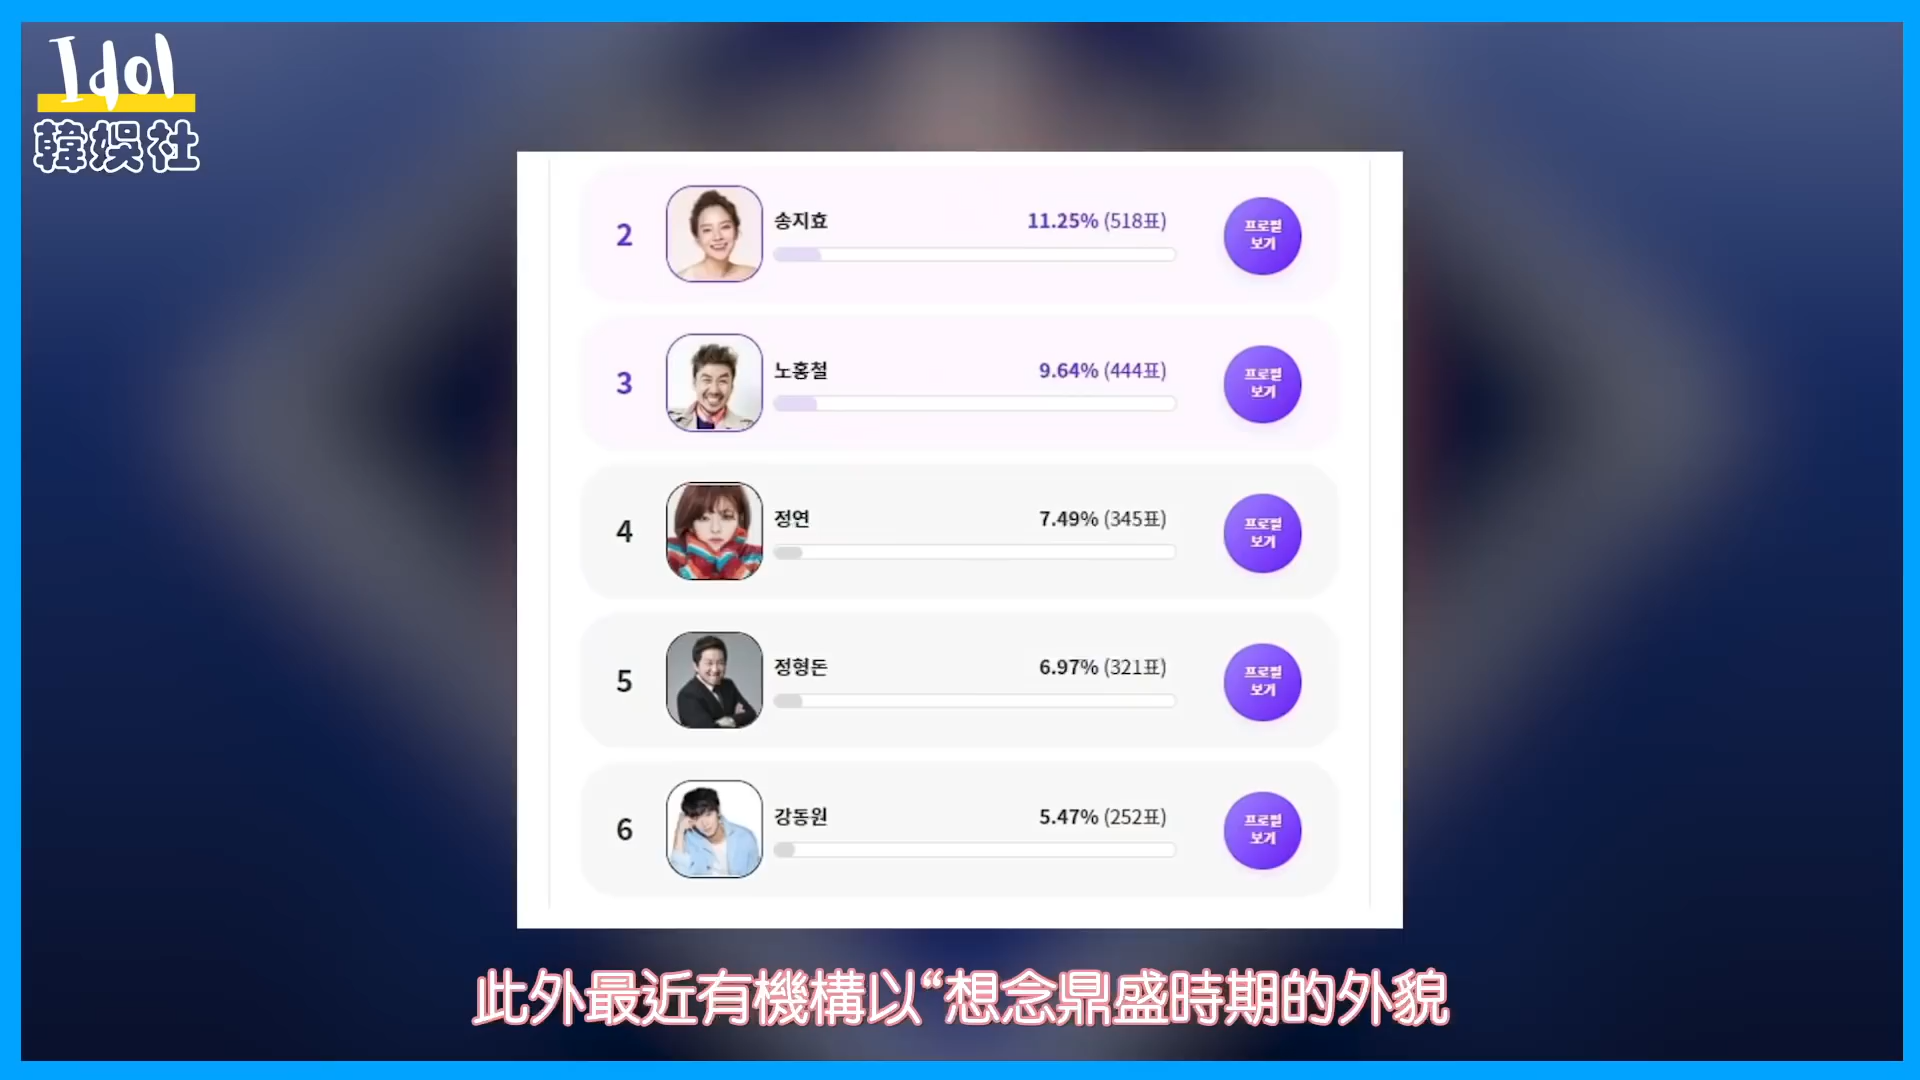 Idol
韓娛社
2
송지효
11.25% (518표)
프로필
보기
3
노홍철
9.64% (444표)
프로필
보기
4
정연
7.49% (345표)
프로필
보기
5
정형돈
6.97% (321표)
프로필
보기
6
강동원
5.47% (252표)
프로필
보기
此外最近有機構以“想念鼎盛時期的外貌